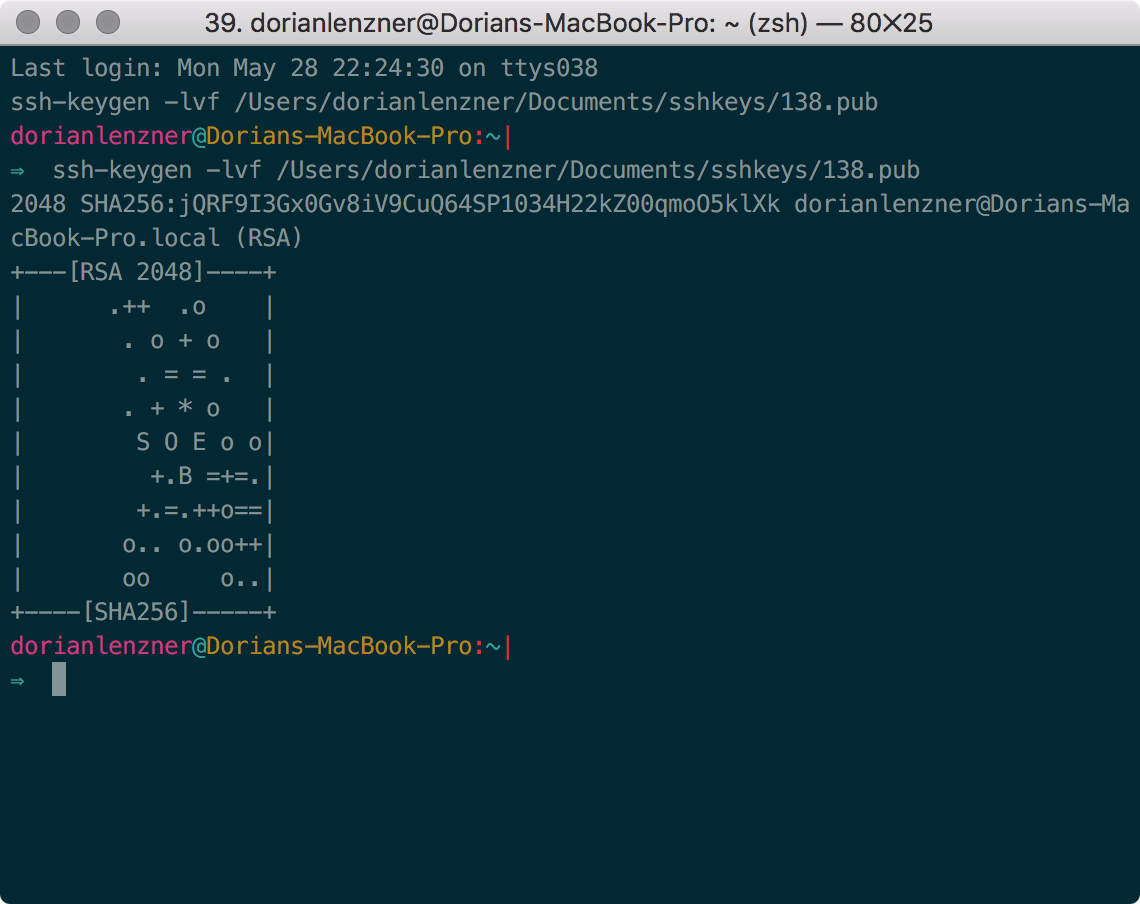 39. dorianlenzner@Dorians-MacBook-Pro: ~ (zsh) — 80×25
Last login: Mon May 28 22:24:30 on ttys038
ssh-keygen -lvf /Users/dorianlenzner/Documents/sshkeys/138.pub
dorianlenzner@Dorians-MacBook-Pro:~|
⇒  ssh-keygen -lvf /Users/dorianlenzner/Documents/sshkeys/138.pub
2048 SHA256:jQRF9I3Gx0Gv8iV9CuQ64SP1034H22kZ00qmoO5klXk dorianlenzner@Dorians-Ma
cBook-Pro.local (RSA)
+---[RSA 2048]----+
|      .++  .o    |
|       . o + o   |
|        . = = .  |
|       . + * o   |
|        S O E o o|
|         +.B =+=.|
|        +.=.++o==|
|       o.. o.oo++|
|       oo     o..|
+----[SHA256]-----+
dorianlenzner@Dorians-MacBook-Pro:~|
⇒